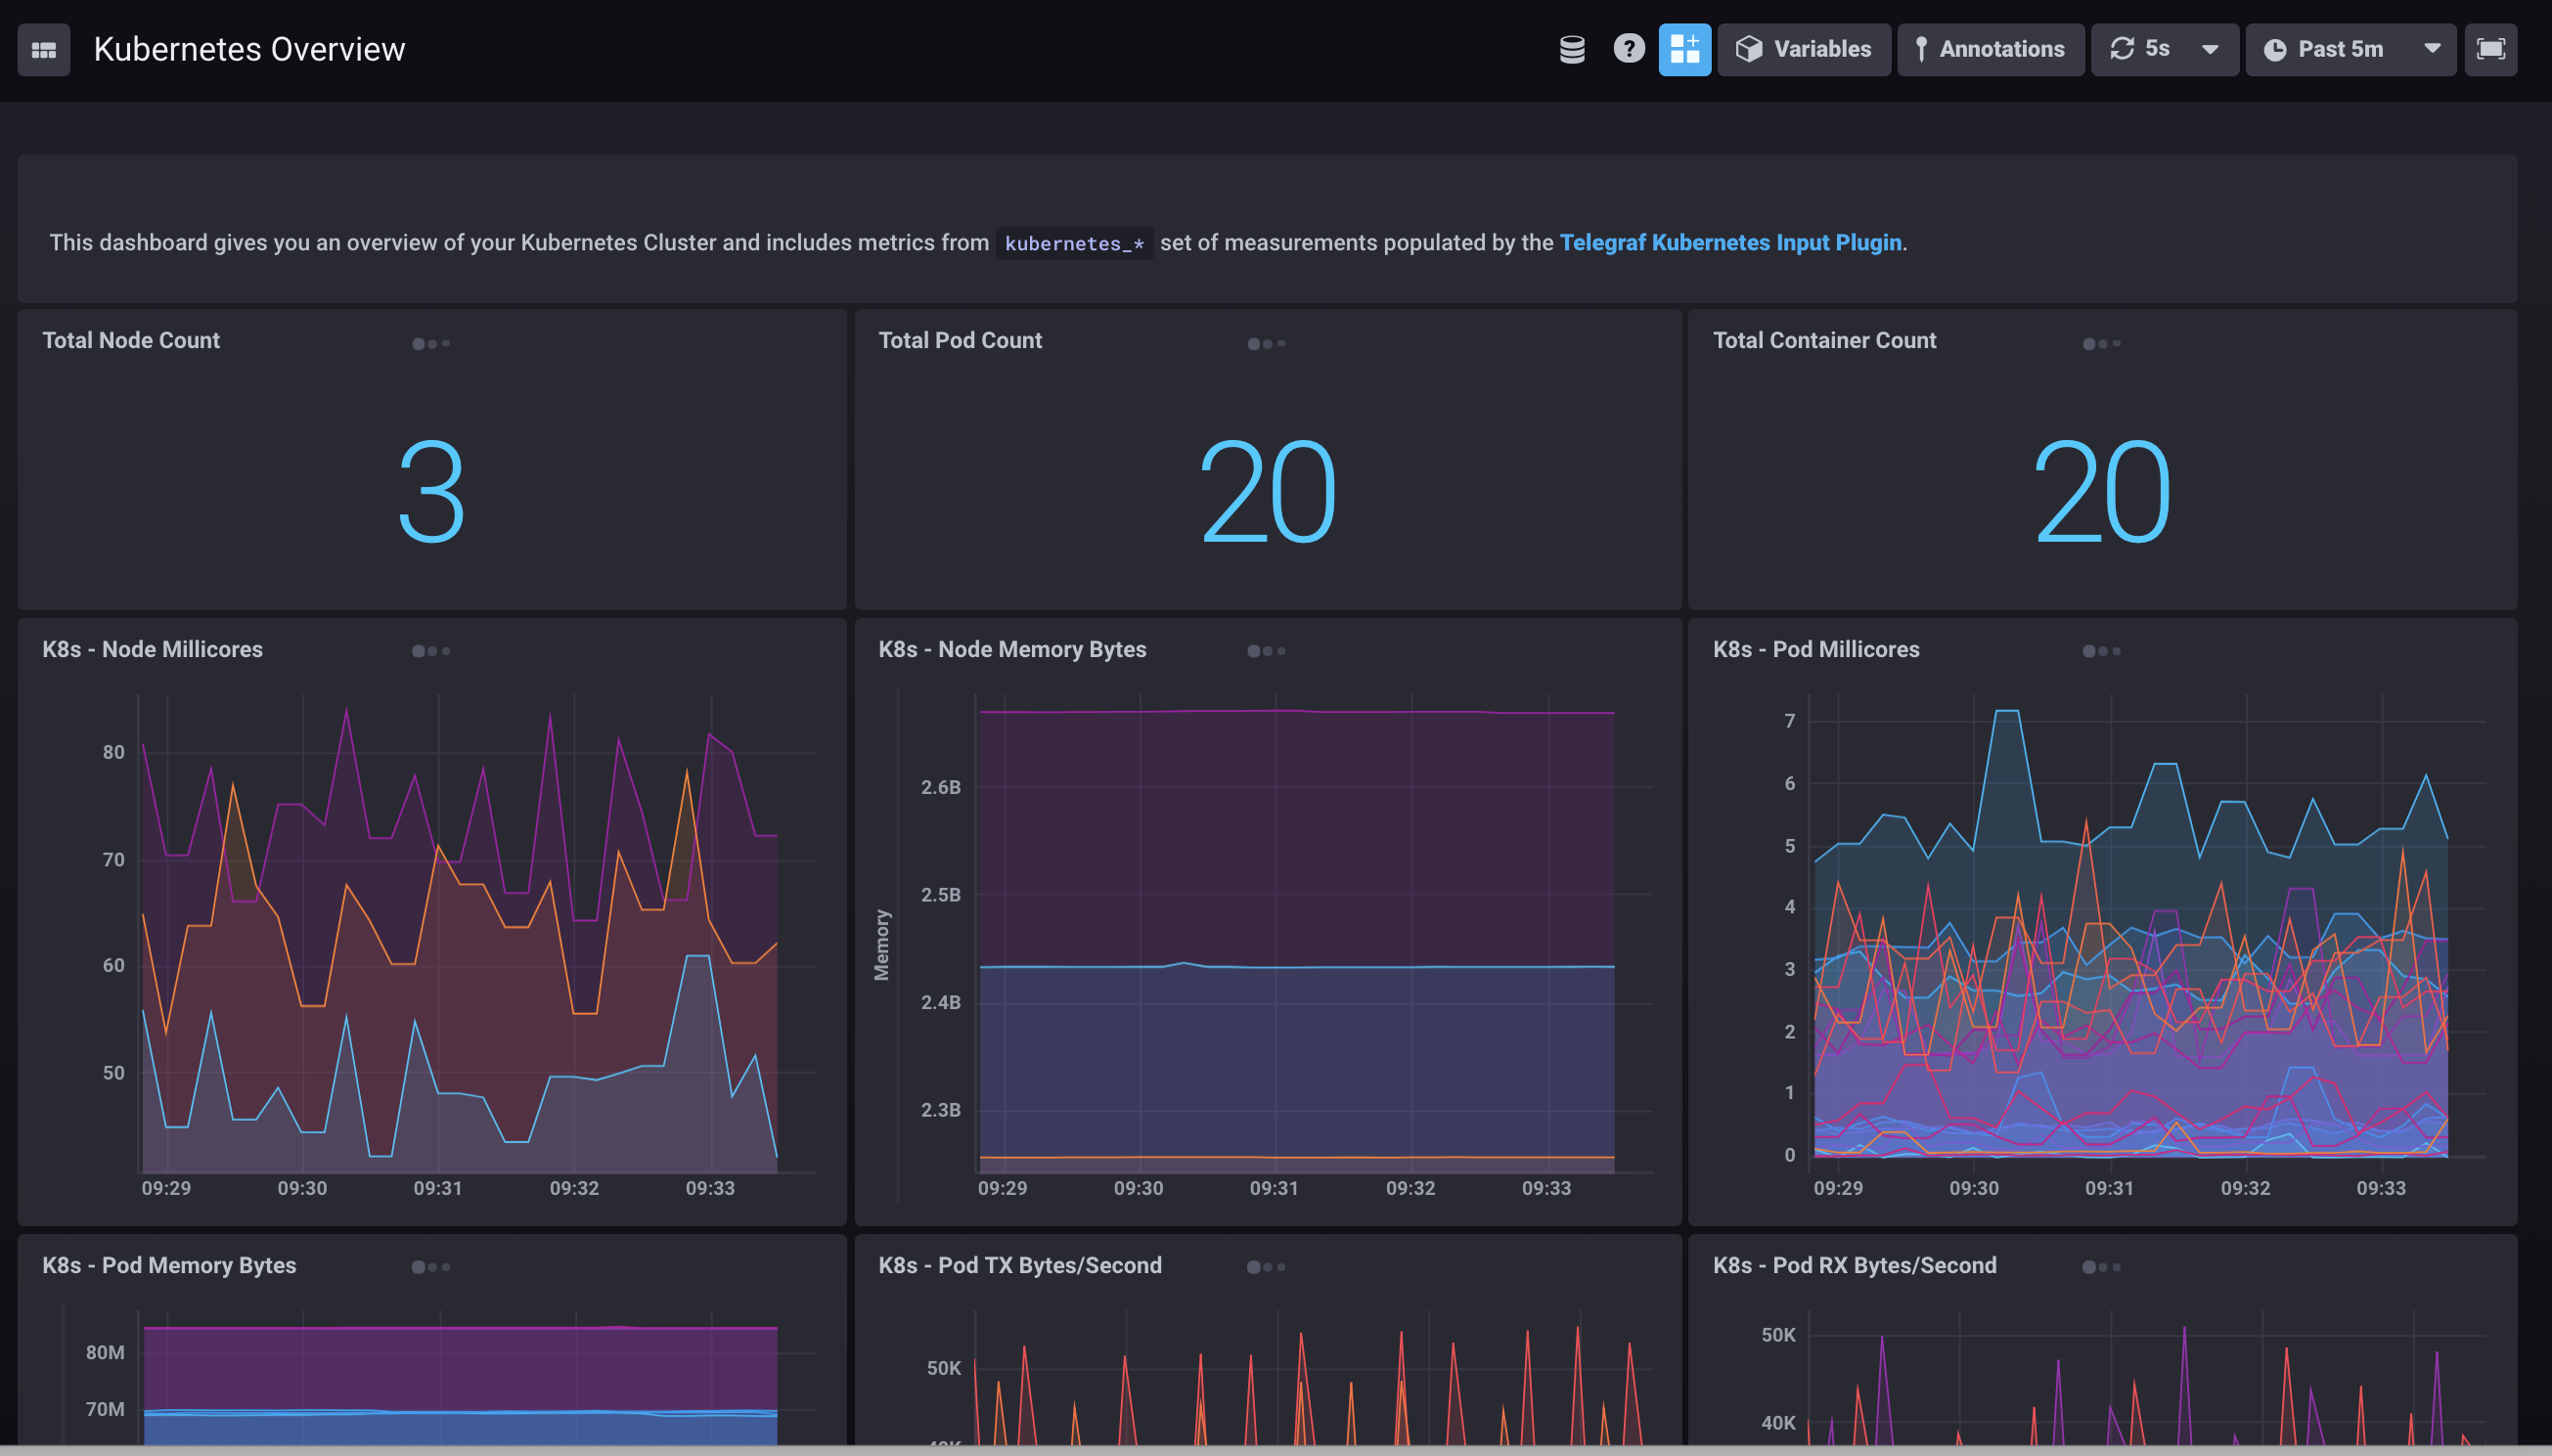 Kubernetes Overview
Variables
Annotations
5s
Past 5m
This dashboard gives you an overview of your Kubernetes Cluster and includes metrics from kubernetes_* set of measurements populated by the Telegraf Kubernetes Input Plugin.
Total Node Count
3
Total Pod Count
20
Total Container Count
20
K8s - Node Millicores
80
70
60
50
09:29 09:30 09:31 09:32 09:33
K8s - Node Memory Bytes
Memory
2.6B
2.5B
2.4B
2.3B
09:29 09:30 09:31 09:32 09:33
K8s - Pod Millicores
7
6
5
4
3
2
1
0
09:29 09:30 09:31 09:32 09:33
K8s - Pod Memory Bytes
80M
70M
K8s - Pod TX Bytes/Second
50K
K8s - Pod RX Bytes/Second
50K
40K